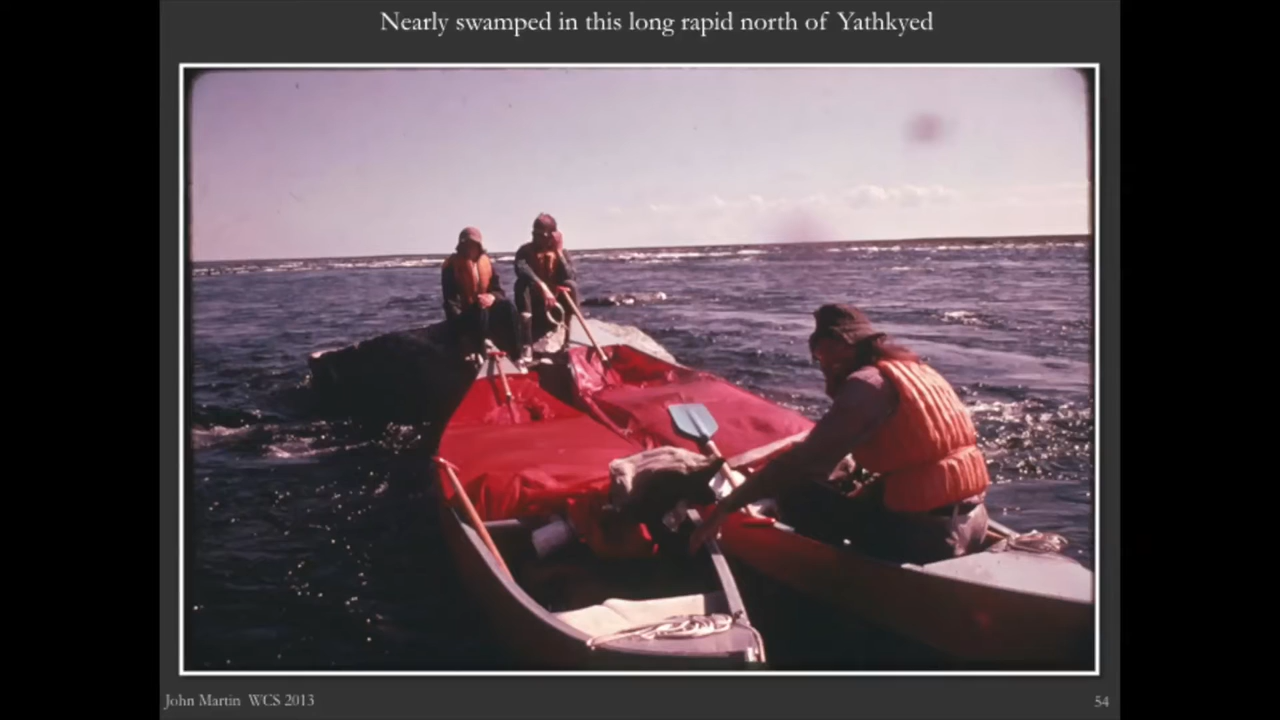 Nearly swamped in this long rapid north of Yathkyed
John Martin WCS 2013
54